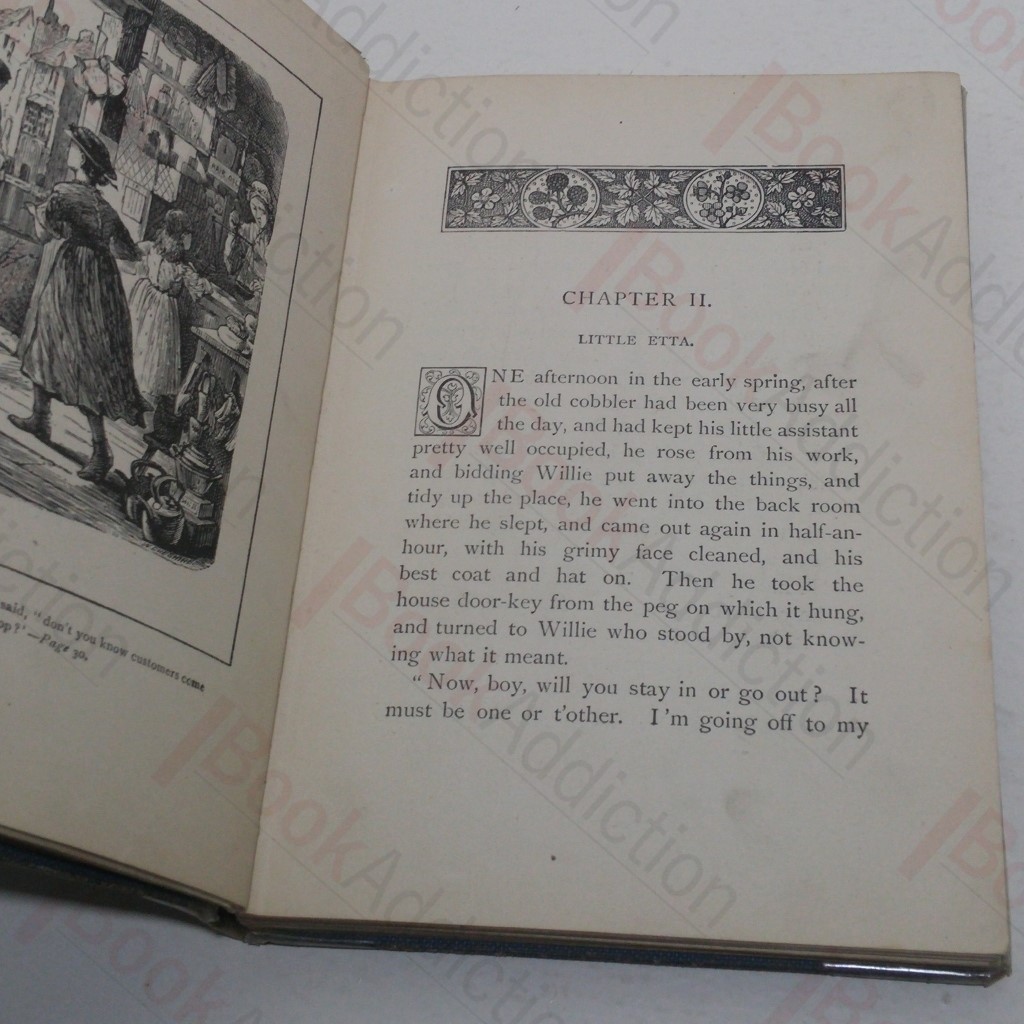 said, "don't you know customers come
op?'—Page 30.
CHAPTER II.
LITTLE ETTA.
ONE afternoon in the early spring, after
the old cobbler had been very busy all
the day, and had kept his little assistant
pretty well occupied, he rose from his work,
and bidding Willie put away the things, and
tidy up the place, he went into the back room
where he slept, and came out again in half-an-
hour, with his grimy face cleaned, and his
best coat and hat on. Then he took the
house door-key from the peg on which it hung,
and turned to Willie who stood by, not know-
ing what it meant.
"Now, boy, will you stay in or go out? It
must be one or t'other. I'm going off to my
BookAddiction